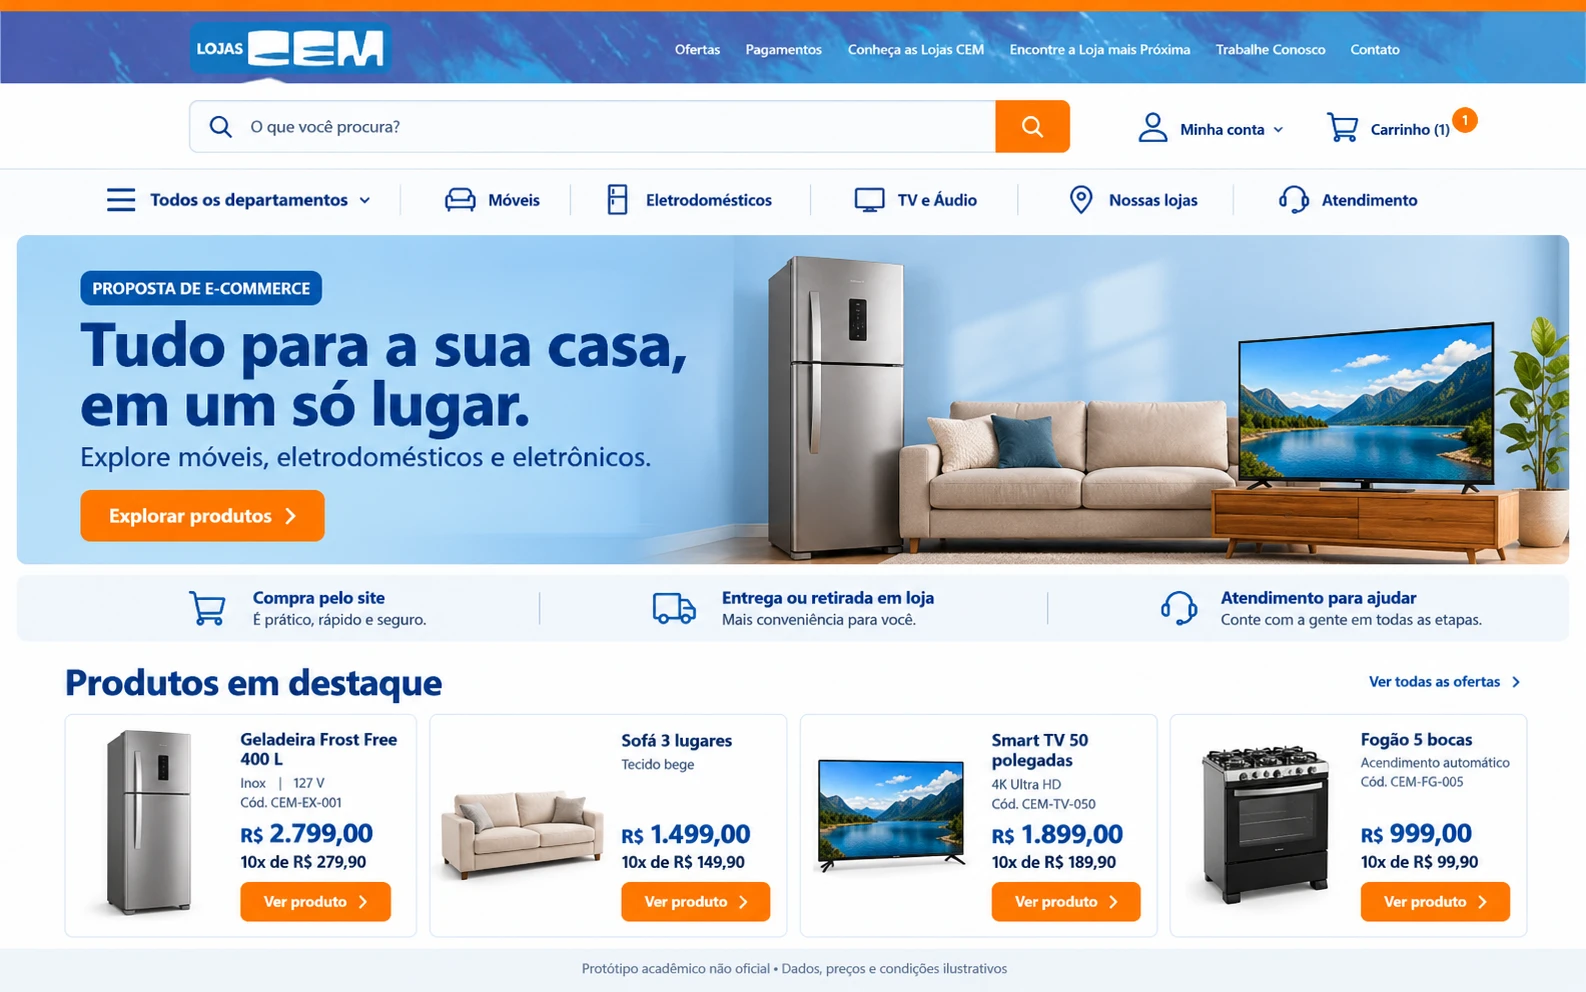 LOJAS CEM
Ofertas
Pagamentos
Conheça as Lojas CEM
Encontre a Loja mais Próxima
Trabalhe Conosco
Contato
O que você procura?
Minha conta
Carrinho (1)
1
Todos os departamentos
Móveis
Eletrodomésticos
TV e Áudio
Nossas lojas
Atendimento
PROPOSTA DE E-COMMERCE
Tudo para a sua casa,
em um só lugar.
Explore móveis, eletrodomésticos e eletrônicos.
Explorar produtos
Compra pelo site
É prático, rápido e seguro.
Entrega ou retirada em loja
Mais conveniência para você.
Atendimento para ajudar
Conte com a gente em todas as etapas.
Produtos em destaque
Ver todas as ofertas
Geladeira Frost Free
400 L
Inox | 127 V
Cód. CEM-EX-001
R$ 2.799,00
10x de R$ 279,90
Ver produto
Sofá 3 lugares
Tecido bege
R$ 1.499,00
10x de R$ 149,90
Ver produto
Smart TV 50
polegadas
4K Ultra HD
Cód. CEM-TV-050
R$ 1.899,00
10x de R$ 189,90
Ver produto
Fogão 5 bocas
Acendimento automático
Cód. CEM-FG-005
R$ 999,00
10x de R$ 99,90
Ver produto
Protótipo acadêmico não oficial • Dados, preços e condições ilustrativos